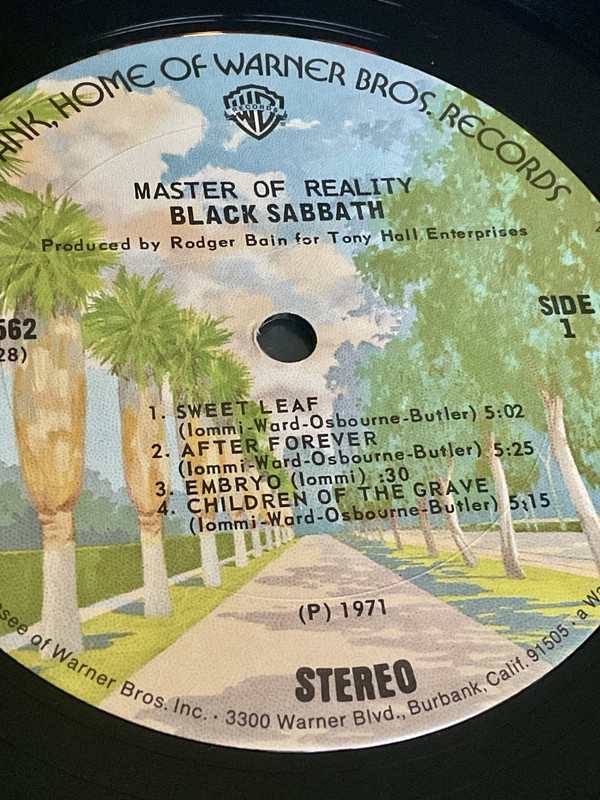 HOME OF WARNER BROS. RECORDS
RECORDS
MASTER OF REALITY
BLACK SABBATH
Produced by Rodger Bain for Tony Hall Enterprises
562
28)
SIDE
1
1. SWEET LEAF
(Iommi-Ward-Osbourne-Butler) 5:02
2. AFTER FOREVER
(Iommi-Ward-Osbourne-Butler) 5:25
3. EMBRYO (Iommi) :30
4. CHILDREN OF THE GRAVE
(Iommi-Ward-Osbourne-Butler) 5:15
(P) 1971
STEREO
of Warner Bros. Inc. · 3300 Warner Blvd., Burbank, Calif. 91505 · a